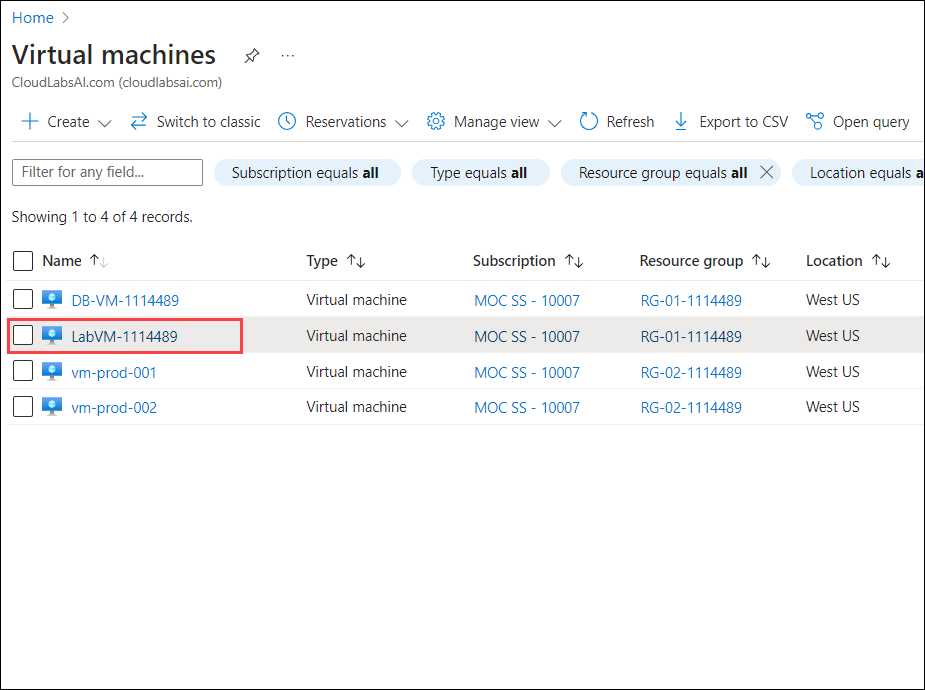 Home
Virtual machines
CloudLabsAI.com (cloudlabsai.com)
Create Switch to classic Reservations Manage view Refresh Export to CSV Open query
Filter for any field... Subscription equals all Type equals all Resource group equals all Location equals a
Showing 1 to 4 of 4 records.
Name Type Subscription Resource group Location
DB-VM-1114489 Virtual machine MOC SS - 10007 RG-01-1114489 West US
LabVM-1114489 Virtual machine MOC SS - 10007 RG-01-1114489 West US
vm-prod-001 Virtual machine MOC SS - 10007 RG-02-1114489 West US
vm-prod-002 Virtual machine MOC SS - 10007 RG-02-1114489 West US